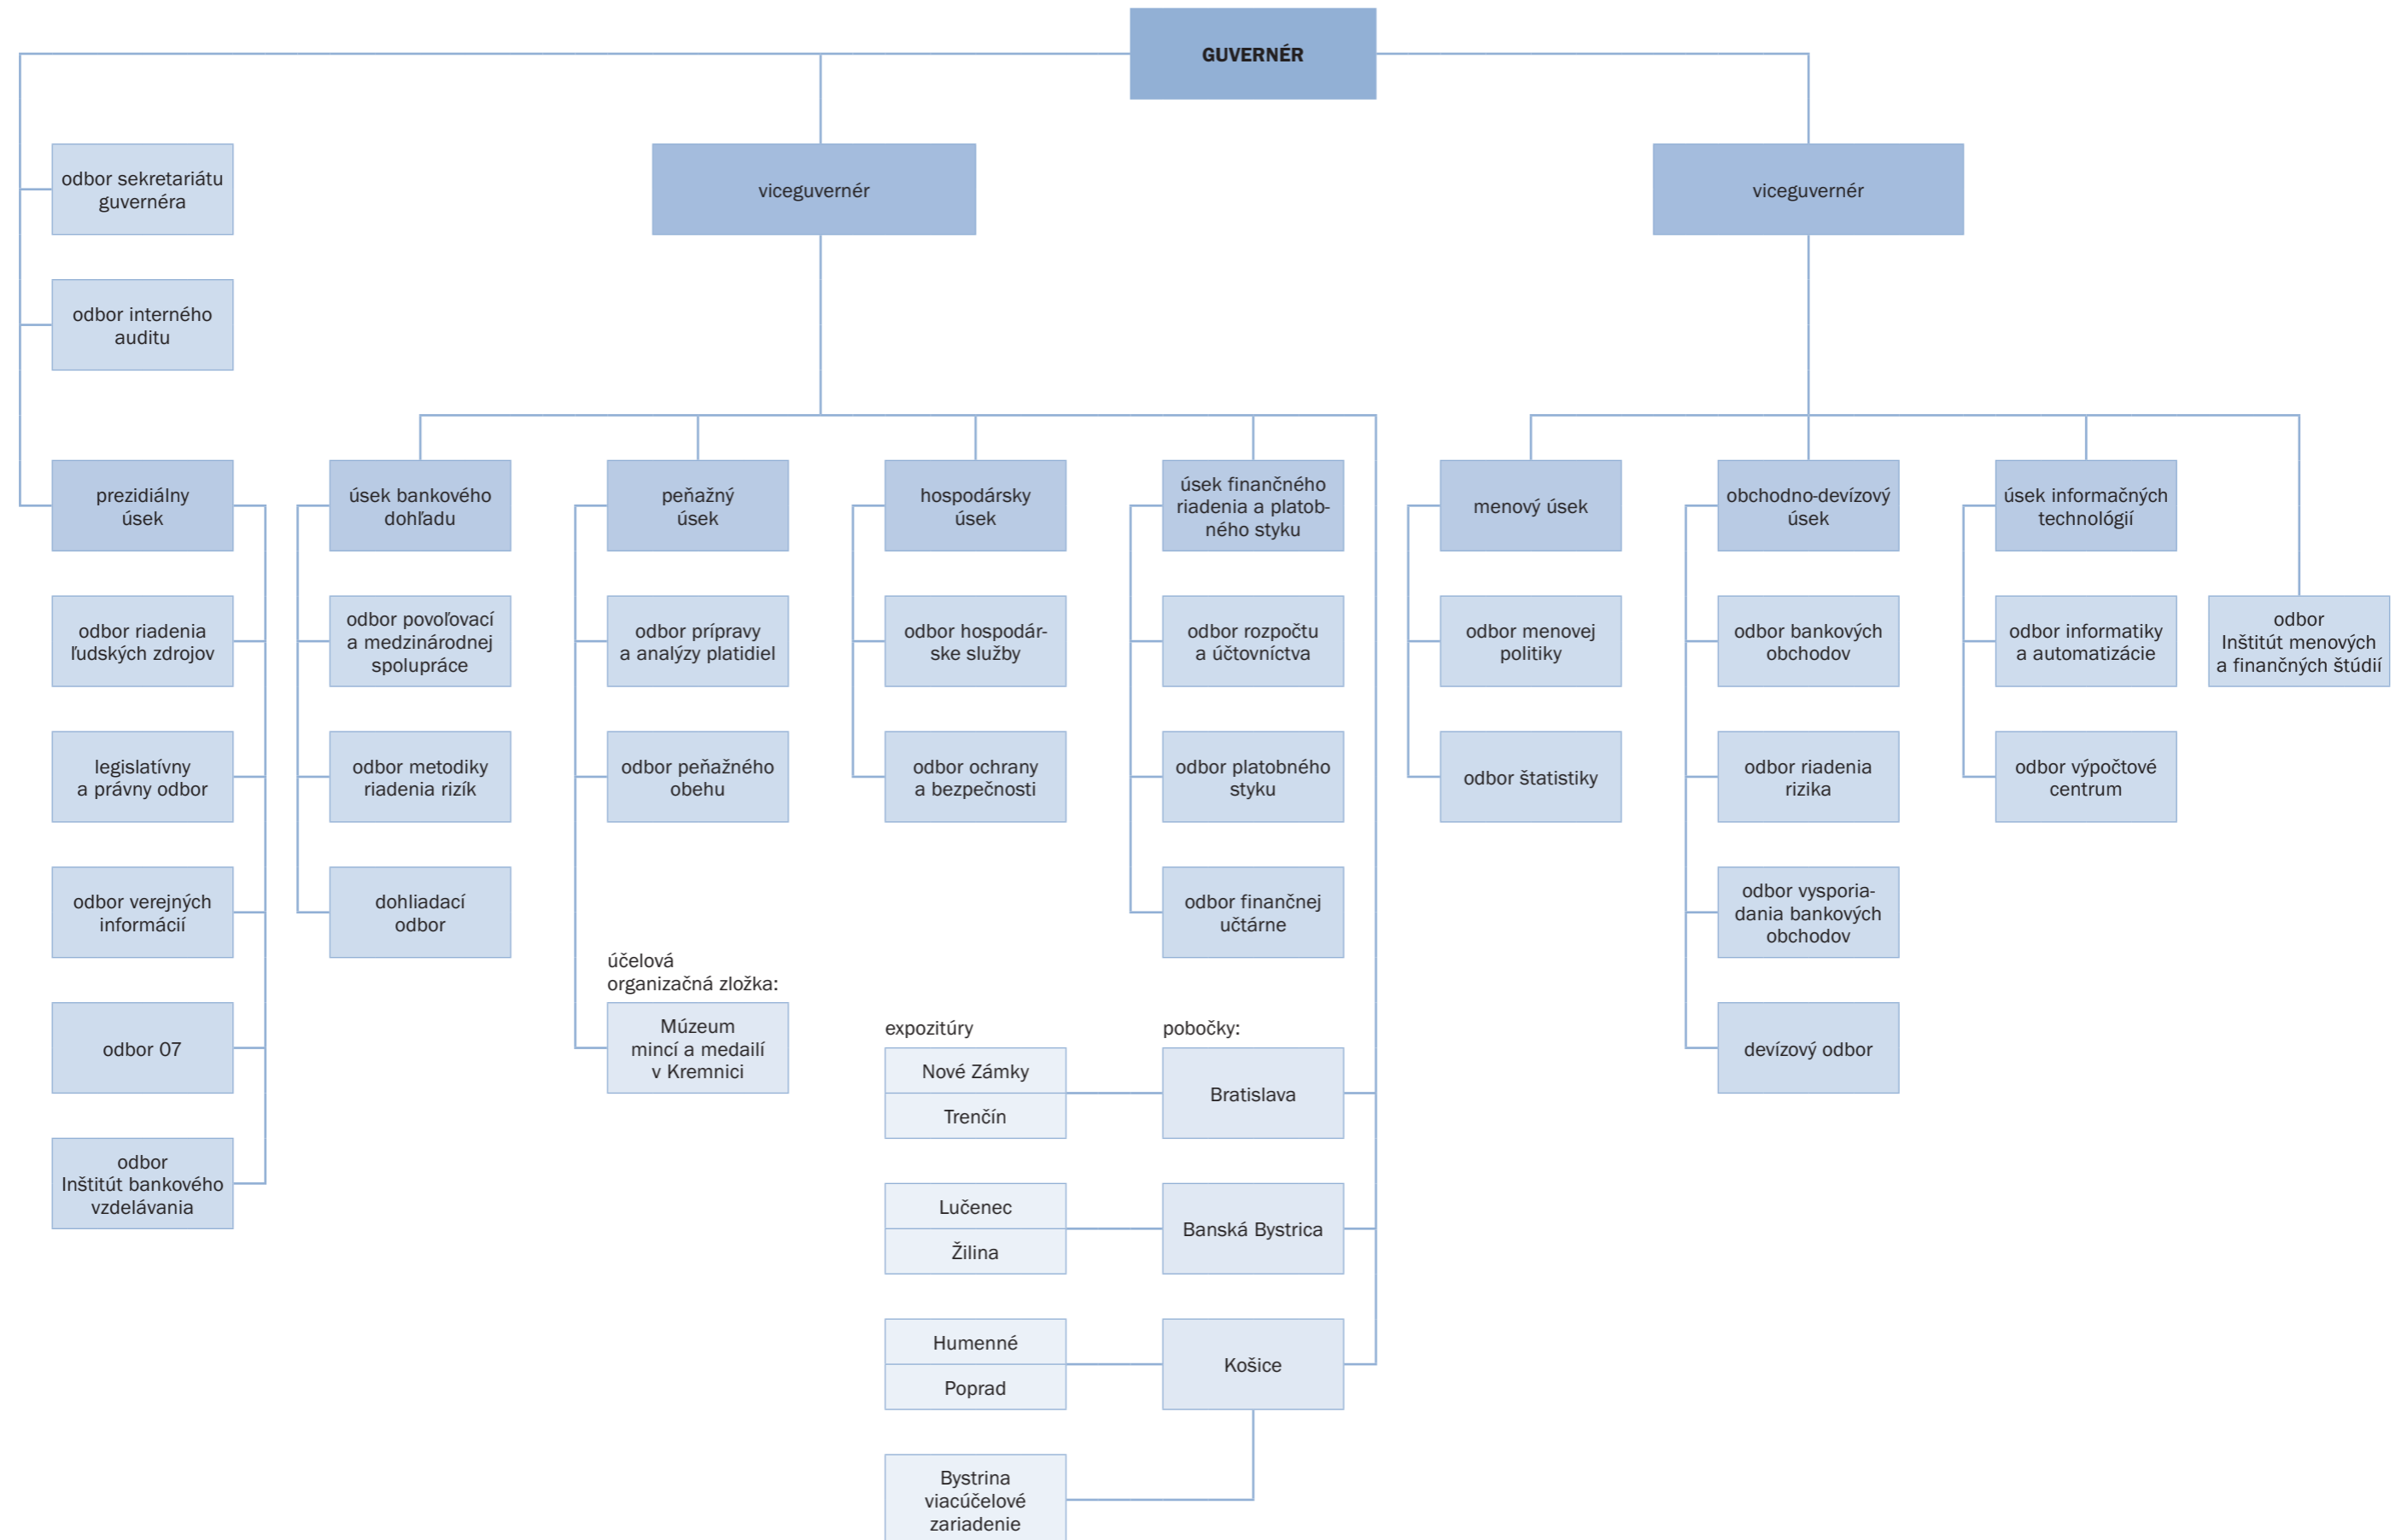 GUVERNÉR
odbor sekretariátu
guvernéra
viceguvernér
viceguvernér
odbor interného
auditu
prezidiálny
úsek
úsek bankového
dohľadu
peňažný
úsek
hospodársky
úsek
úsek finančného
riadenia a platob-
ného styku
menový úsek
obchodno-devízový
úsek
úsek informačných
technológií
odbor riadenia
ľudských zdrojov
odbor povoľovací
a medzinárodnej
spolupráce
odbor prípravy
a analýzy platidiel
odbor hospodár-
ske služby
odbor rozpočtu
a účtovníctva
odbor menovej
politiky
odbor bankových
obchodov
odbor informatiky
a automatizácie
odbor
Inštitút menových
a finančných štúdií
legislatívny
a právny odbor
odbor metodiky
riadenia rizík
odbor peňažného
obehu
odbor ochrany
a bezpečnosti
odbor platobného
styku
odbor štatistiky
odbor riadenia
rizika
odbor výpočtové
centrum
odbor verejných
informácií
dohliadací
odbor
odbor finančnej
učtárne
odbor vysporia-
dania bankových
obchodov
účelová
organizačná zložka:
odbor 07
Múzeum
mincí a medailí
v Kremnici
expozitúry
pobočky:
devízový odbor
Nové Zámky
Trenčín
Bratislava
odbor
Inštitút bankového
vzdelávania
Lučenec
Žilina
Banská Bystrica
Humenné
Poprad
Košice
Bystrina
viacúčelové
zariadenie